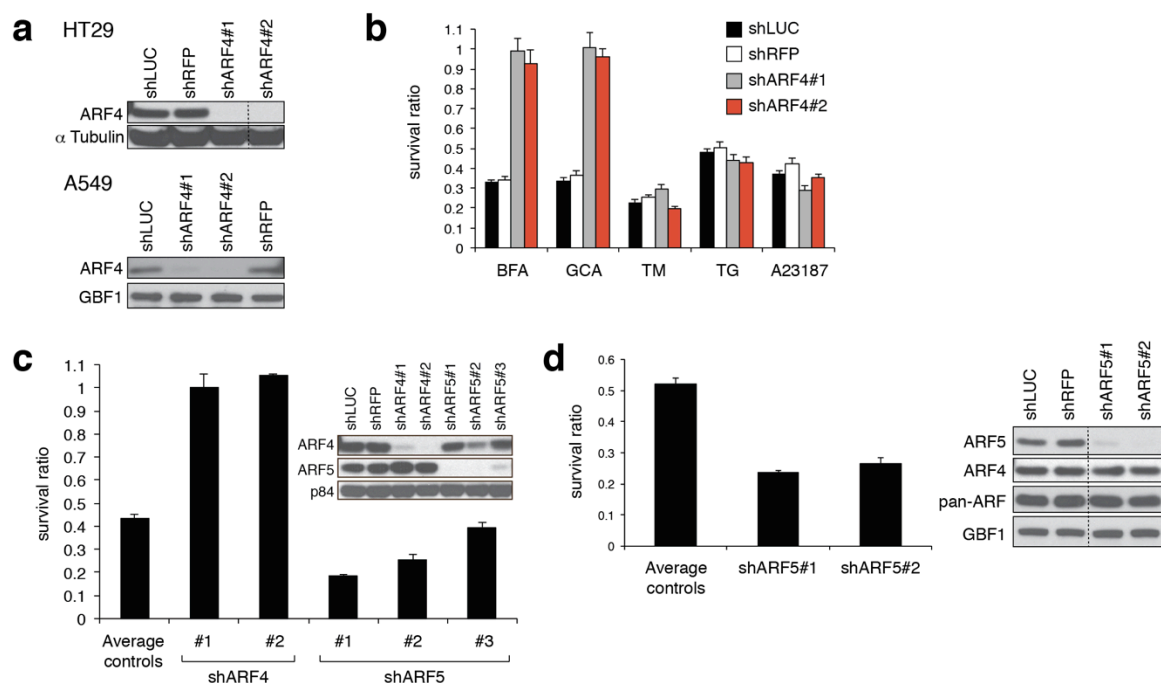 a
HT29
shLUC
shRFP
shARF4#1
shARF4#2
ARF4
α Tubulin
A549
shLUC
shARF4#1
shARF4#2
shRFP
ARF4
GBF1
b
survival ratio
1.1
1
0.9
0.8
0.7
0.6
0.5
0.4
0.3
0.2
0.1
0
BFA GCA TM TG A23187
shLUC
shRFP
shARF4#1
shARF4#2
c
survival ratio
1.1
1
0.9
0.8
0.7
0.6
0.5
0.4
0.3
0.2
0.1
0
Average controls
#1 #2 #1 #2 #3
shARF4 shARF5
shLUC
shRFP
shARF4#1
shARF4#2
shARF5#1
shARF5#2
shARF5#3
ARF4
ARF5
p84
d
survival ratio
0.6
0.5
0.4
0.3
0.2
0.1
0
Average controls
shARF5#1 shARF5#2
shLUC
shRFP
shARF5#1
shARF5#2
ARF5
ARF4
pan-ARF
GBF1